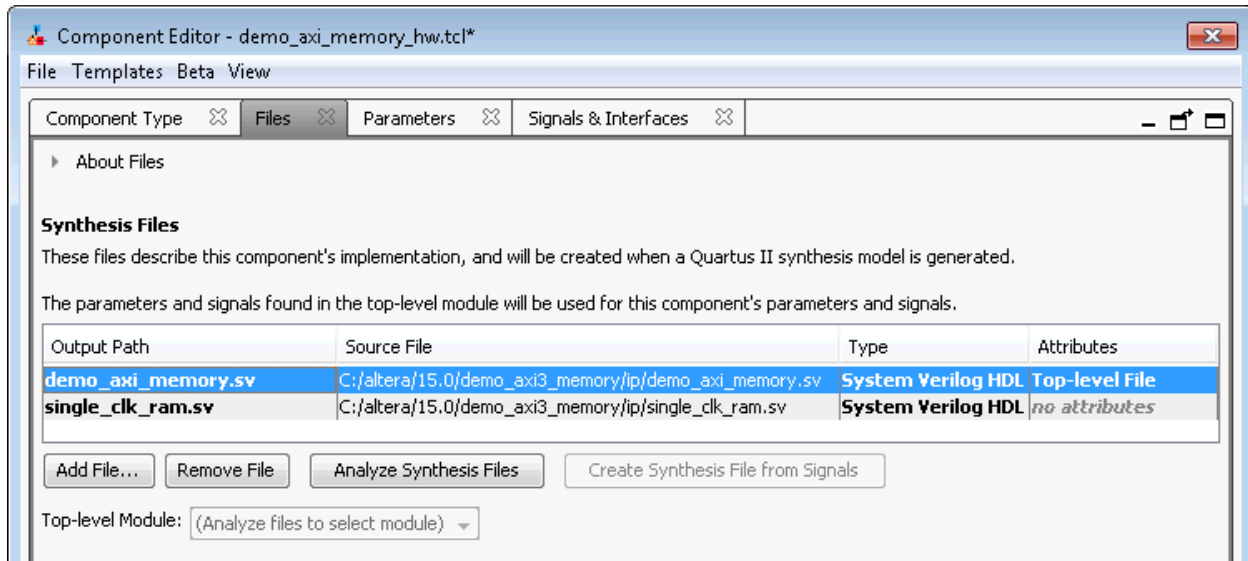 Component Editor - demo_axi_memory_hw.tcl*
File Templates Beta View
Component Type Files Parameters Signals & Interfaces
About Files
Synthesis Files
These files describe this component's implementation, and will be created when a Quartus II synthesis model is generated.
The parameters and signals found in the top-level module will be used for this component's parameters and signals.
Output Path Source File Type Attributes
demo_axi_memory.sv C:/altera/15.0/demo_axi3_memory/ip/demo_axi_memory.sv System Verilog HDL Top-level File
single_clk_ram.sv C:/altera/15.0/demo_axi3_memory/ip/single_clk_ram.sv System Verilog HDL no attributes
Add File... Remove File Analyze Synthesis Files Create Synthesis File from Signals
Top-level Module: (Analyze files to select module)